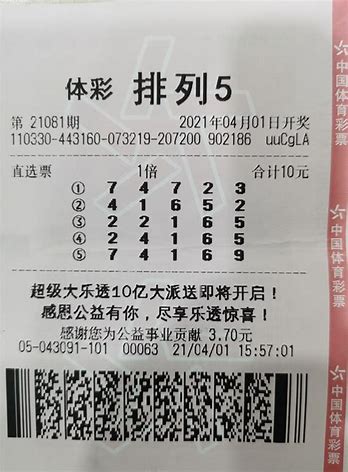 体彩 排列5
第 21081期 2021年04月01日开奖
110330-443160-073219-207200 902186 uuCgLA
直选票 1倍 合计10元
① 7 4 7 2 3
② 4 1 6 5 2
③ 2 2 1 6 5
④ 2 4 1 6 5
⑤ 7 4 1 6 9
超级大乐透10亿大派送即将开启！
感恩公益有你，尽享乐透惊喜！
感谢您为公益事业贡献 3.70元
05-043091-101 00063 21/04/01 15:57:01
中国体育彩票
中国体育彩票
中国体育彩票